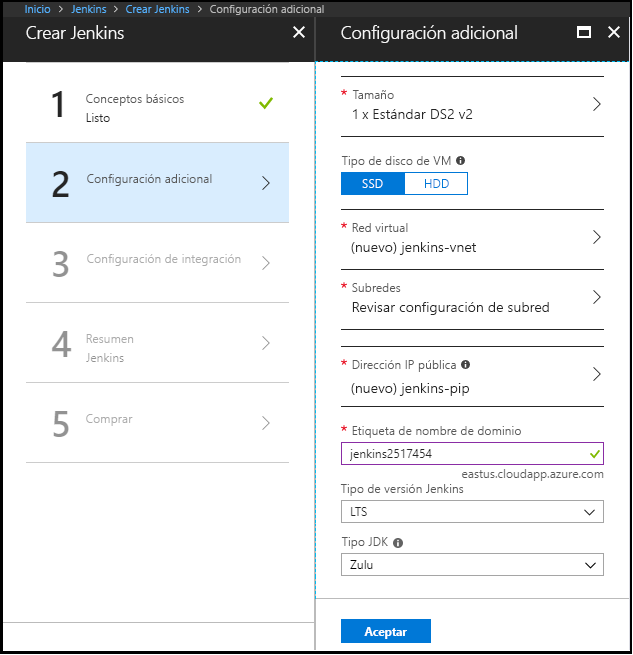 Inicio > Jenkins > Crear Jenkins > Configuración adicional
Crear Jenkins
1
Conceptos básicos
Listo
2
Configuración adicional
3
Configuración de integración
4
Resumen
Jenkins
5
Comprar
Configuración adicional
* Tamaño
1 x Estándar DS2 v2
Tipo de disco de VM
SSD HDD
* Red virtual
(nuevo) jenkins-vnet
* Subredes
Revisar configuración de subred
* Dirección IP pública
(nuevo) jenkins-pip
* Etiqueta de nombre de dominio
jenkins2517454
eastus.cloudapp.azure.com
Tipo de versión Jenkins
LTS
Tipo JDK
Zulu
Aceptar